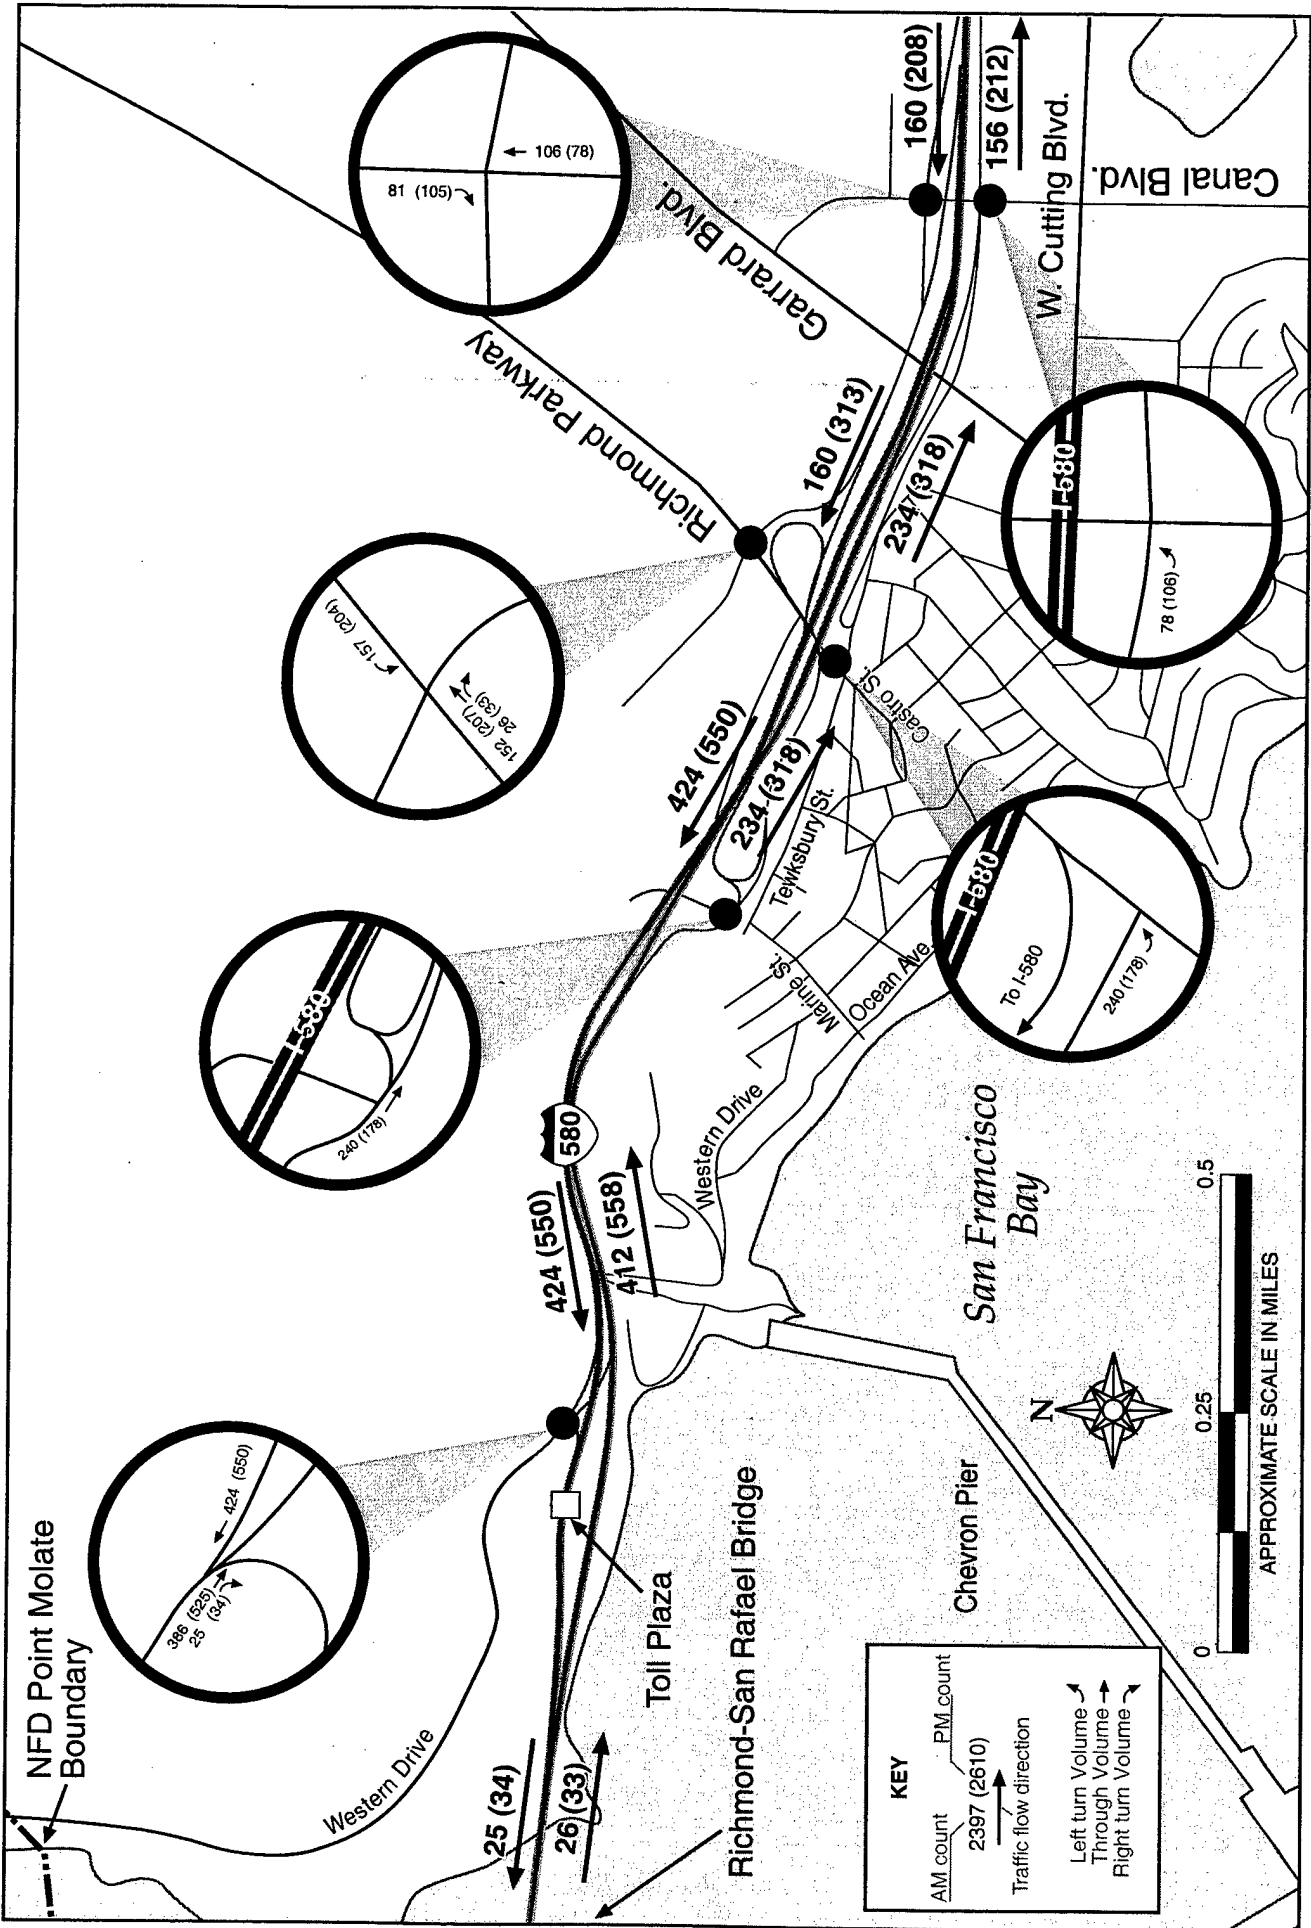 NFD Point Molate
Boundary
Western Drive
386 (525)
25 (34)
424 (550)
240 (178)
I-580
157 (204)
152 (207)
26 (33)
81 (105)
106 (78)
Richmond Parkway
Garrard Blvd.
160 (208)
156 (212)
W. Cutting Blvd.
Canal Blvd.
25 (34)
26 (33)
Toll Plaza
Richmond-San Rafael Bridge
424 (550)
412 (558)
580
424 (550)
234 (318)
160 (313)
234 (318)
Western Drive
Marine St.
Ocean Ave.
Tewksbury St.
Castro St.
I-580
To I-580
240 (178)
I-580
78 (106)
San Francisco
Bay
Chevron Pier
N
KEY
AM count
PM count
2397 (2610)
Traffic flow direction
Left turn Volume
Through Volume
Right turn Volume
0
0.25
0.5
APPROXIMATE SCALE IN MILES